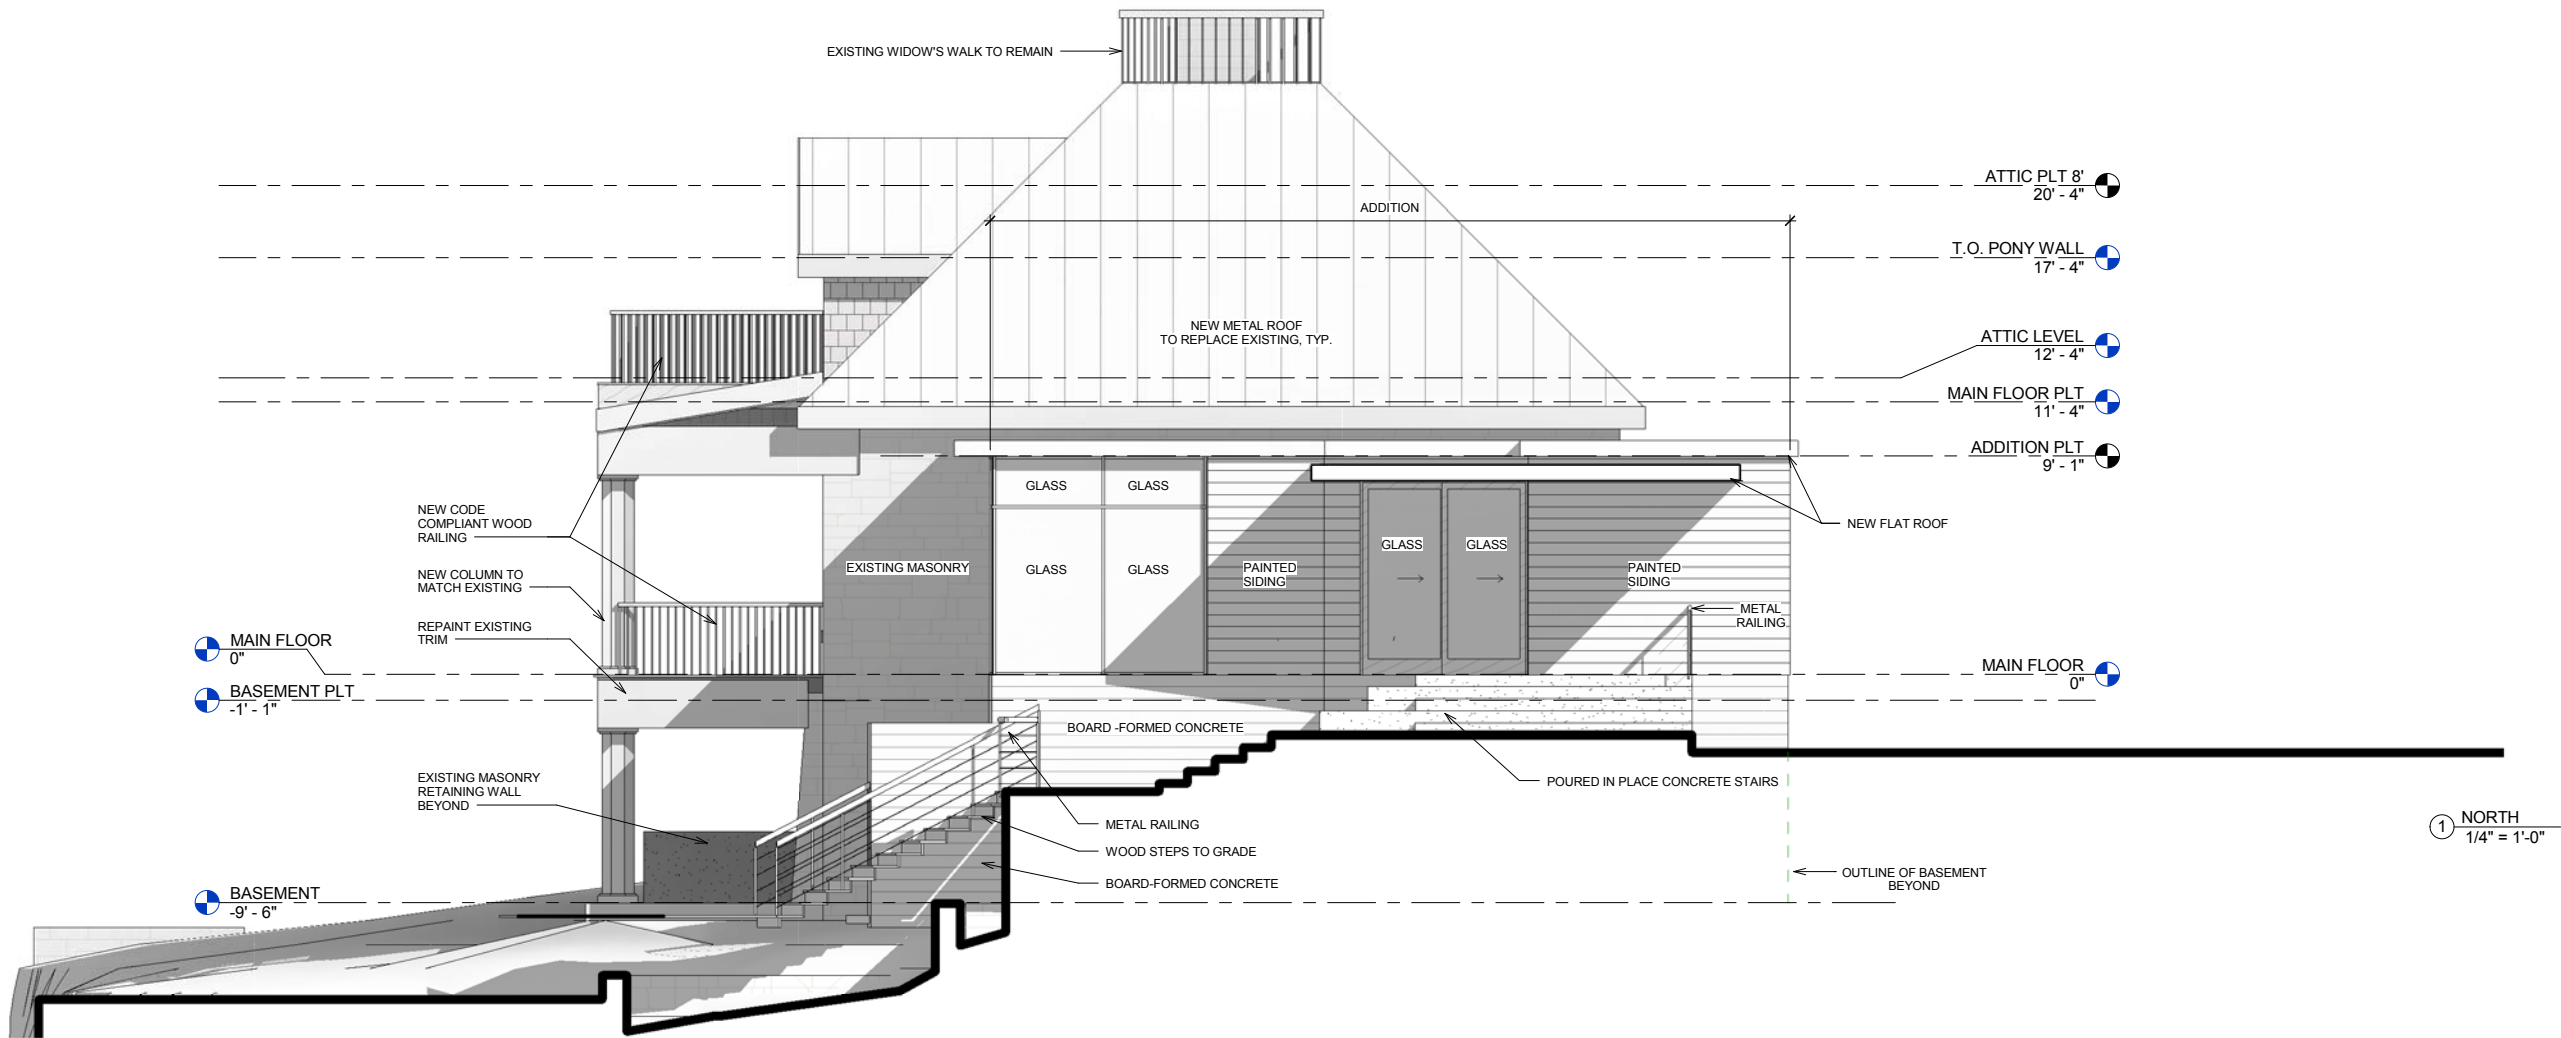 EXISTING WIDOW'S WALK TO REMAIN
ATTIC PLT 8'
20' - 4"
ADDITION
T.O. PONY WALL
17' - 4"
NEW METAL ROOF
TO REPLACE EXISTING, TYP.
ATTIC LEVEL
12' - 4"
MAIN FLOOR PLT
11' - 4"
ADDITION PLT
9' - 1"
GLASS
GLASS
NEW CODE
COMPLIANT WOOD
RAILING
NEW FLAT ROOF
GLASS
GLASS
EXISTING MASONRY
GLASS
GLASS
PAINTED
SIDING
PAINTED
SIDING
NEW COLUMN TO
MATCH EXISTING
METAL
RAILING
REPAINT EXISTING
TRIM
MAIN FLOOR
0"
MAIN FLOOR
0"
BASEMENT PLT
-1' - 1"
BOARD -FORMED CONCRETE
EXISTING MASONRY
RETAINING WALL
BEYOND
POURED IN PLACE CONCRETE STAIRS
METAL RAILING
WOOD STEPS TO GRADE
BOARD-FORMED CONCRETE
1
NORTH
1/4" = 1'-0"
OUTLINE OF BASEMENT
BEYOND
BASEMENT
-9' - 6"